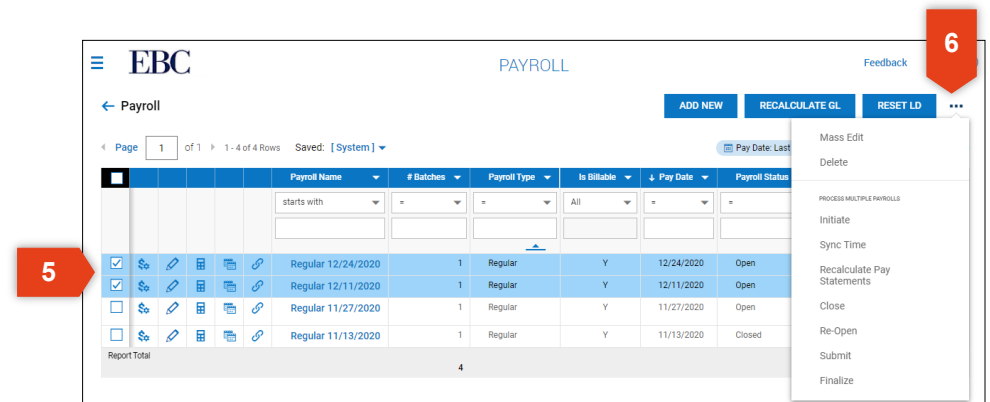 6
EBC
PAYROLL
Feedback
← Payroll
ADD NEW
RECALCULATE GL
RESET LD
•••
Page 1 of 1 1 - 4 of 4 Rows Saved: [ System ]
Pay Date: Last
Payroll Name # Batches Payroll Type Is Billable ↓ Pay Date Payroll Status
starts with = = All = =
5
Regular 12/24/2020 1 Regular Y 12/24/2020 Open
Regular 12/11/2020 1 Regular Y 12/11/2020 Open
Regular 11/27/2020 1 Regular Y 11/27/2020 Open
Regular 11/13/2020 1 Regular Y 11/13/2020 Closed
Report Total
4
Mass Edit
Delete
PROCESS MULTIPLE PAYROLLS
Initiate
Sync Time
Recalculate Pay
Statements
Close
Re-Open
Submit
Finalize